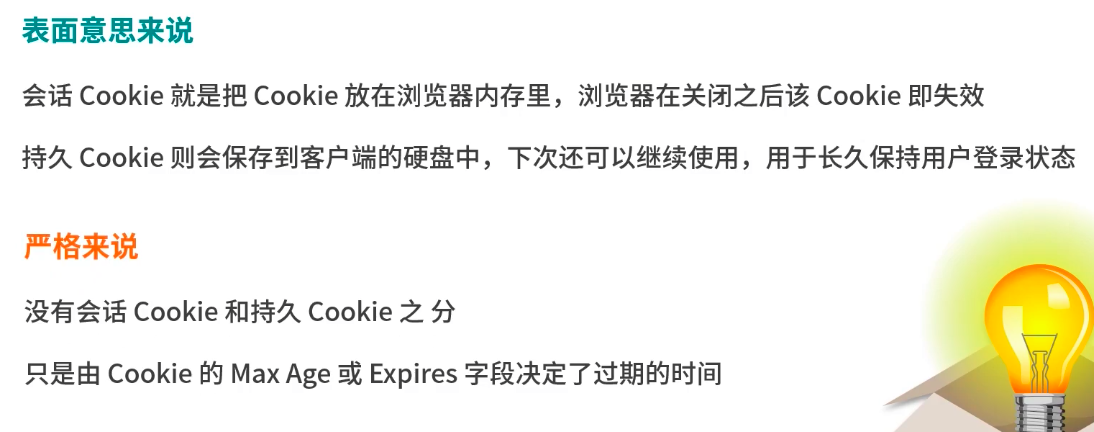 表面意思来说
会话 Cookie 就是把 Cookie 放在浏览器内存里，浏览器在关闭之后该 Cookie 即失效
持久 Cookie 则会保存到客户端的硬盘中，下次还可以继续使用，用于长久保持用户登录状态
严格来说
没有会话 Cookie 和持久 Cookie 之 分
只是由 Cookie 的 Max Age 或 Expires 字段决定了过期的时间